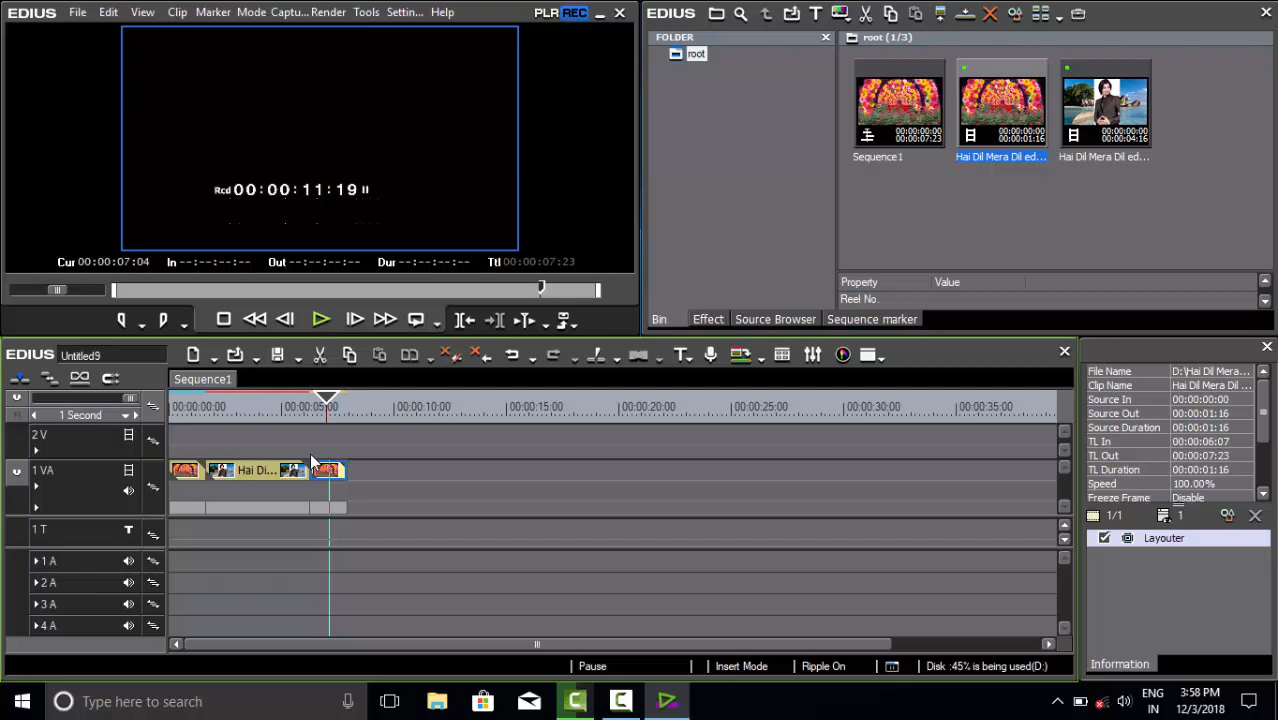 EDIUS File Edit View Clip Marker Mode Captu... Render Tools Settin... Help PLR REC
Rcd 00:00:11:19
Cur 00:00:07:04 In --:--:--:-- Out --:--:--:-- Dur --:--:--:-- Ttl 00:00:07:23
EDIUS
FOLDER
root
root (1/3)
00:00:00:00
00:00:07:23
Sequence1
00:00:00:00
00:00:01:16
Hai Dil Mera Dil ed...
00:00:00:00
00:00:04:16
Hai Dil Mera Dil ed...
Property Value
Reel No.
Bin Effect Source Browser Sequence marker
EDIUS Untitled9
Sequence1
1 Second
00:00:00:00 00:00:05:00 00:00:10:00 00:00:15:00 00:00:20:00 00:00:25:00 00:00:30:00 00:00:35:00
2 V
1 VA
Hai Di...
1 T T
1 A
2 A
3 A
4 A
Pause Insert Mode Ripple On Disk :45% is being used(D:)
File Name D:\Hai Dil Mera...
Clip Name Hai Dil Mera Dil ...
Source In 00:00:00:00
Source Out 00:00:01:16
Source Duration 00:00:01:16
TL In 00:00:06:07
TL Out 00:00:07:23
TL Duration 00:00:01:16
Speed 100.00%
Freeze Frame Disable
1/1 1
Layouter
Information
Type here to search
ENG
IN
3:58 PM
12/3/2018